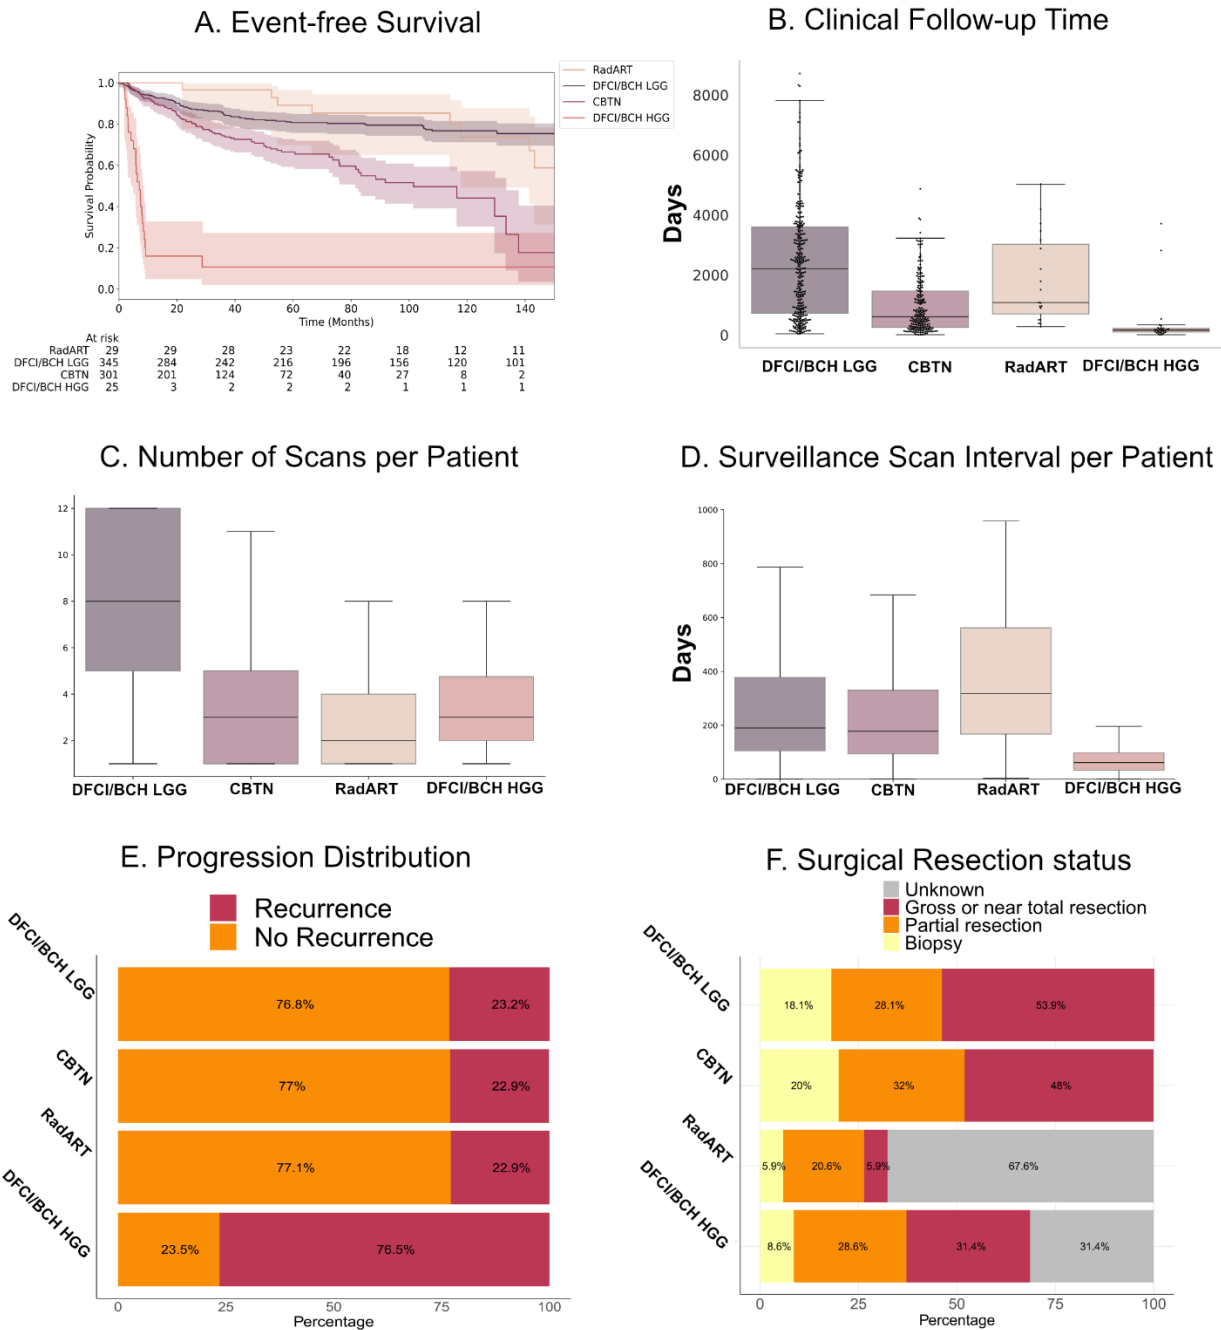 A. Event-free Survival
1.0
0.8
0.6
0.4
0.2
0.0
Survival Probability
0 20 40 60 80 100 120 140
Time (Months)
RadART
DFCI/BCH LGG
CBTN
DFCI/BCH HGG
At risk
RadART 29 29 28 23 22 18 12 11
DFCI/BCH LGG 345 284 242 216 196 156 120 101
CBTN 301 201 124 72 40 27 8 2
DFCI/BCH HGG 25 3 2 2 2 1 1 1
B. Clinical Follow-up Time
8000
6000
4000
2000
0
Days
DFCI/BCH LGG CBTN RadART DFCI/BCH HGG
C. Number of Scans per Patient
12
10
8
6
4
2
DFCI/BCH LGG CBTN RadART DFCI/BCH HGG
D. Surveillance Scan Interval per Patient
1000
800
600
400
200
0
Days
DFCI/BCH LGG CBTN RadART DFCI/BCH HGG
E. Progression Distribution
Recurrence
No Recurrence
DFCI/BCH LGG
76.8% 23.2%
CBTN
77% 22.9%
RadART
77.1% 22.9%
DFCI/BCH HGG
23.5% 76.5%
0 25 50 75 100
Percentage
F. Surgical Resection status
Unknown
Gross or near total resection
Partial resection
Biopsy
DFCI/BCH LGG
18.1% 28.1% 53.9%
CBTN
20% 32% 48%
RadART
5.9% 20.6% 5.9% 67.6%
DFCI/BCH HGG
8.6% 28.6% 31.4% 31.4%
0 25 50 75 100
Percentage